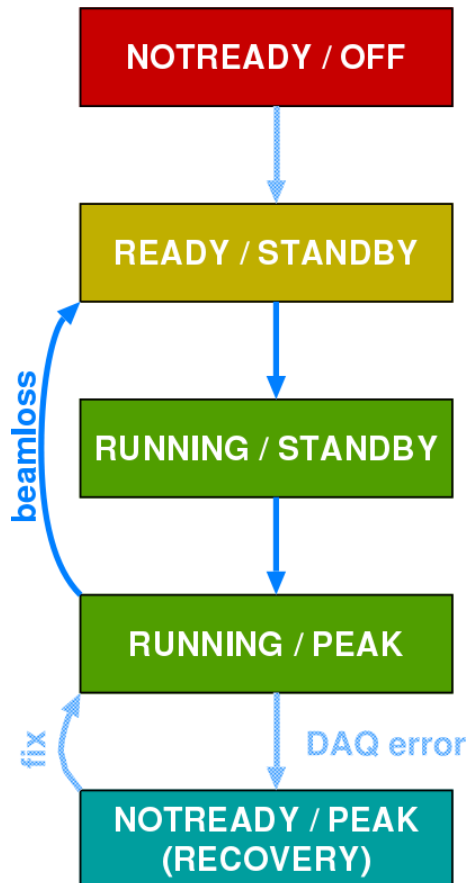 NOTREADY / OFF
READY / STANDBY
beamloss
RUNNING / STANDBY
RUNNING / PEAK
fix
DAQ error
NOTREADY / PEAK
(RECOVERY)